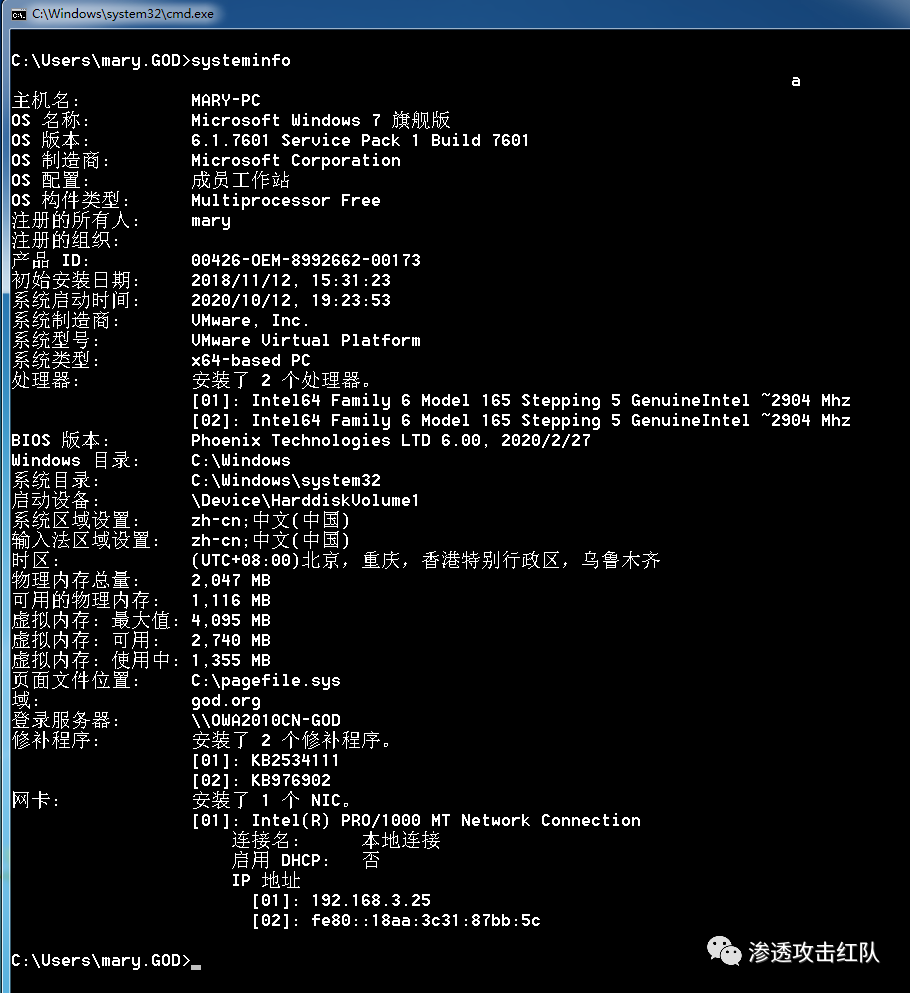 C:\Windows\system32\cmd.exe
C:\Users\mary.GOD>systeminfo
a
主机名: MARY-PC
OS 名称: Microsoft Windows 7 旗舰版
OS 版本: 6.1.7601 Service Pack 1 Build 7601
OS 制造商: Microsoft Corporation
OS 配置: 成员工作站
OS 构件类型: Multiprocessor Free
注册的所有人: mary
注册的组织:
产品 ID: 00426-OEM-8992662-00173
初始安装日期: 2018/11/12, 15:31:23
系统启动时间: 2020/10/12, 19:23:53
系统制造商: VMware, Inc.
系统型号: VMware Virtual Platform
系统类型: x64-based PC
处理器: 安装了 2 个处理器。
[01]: Intel64 Family 6 Model 165 Stepping 5 GenuineIntel ~2904 Mhz
[02]: Intel64 Family 6 Model 165 Stepping 5 GenuineIntel ~2904 Mhz
BIOS 版本: Phoenix Technologies LTD 6.00, 2020/2/27
Windows 目录: C:\Windows
系统目录: C:\Windows\system32
启动设备: \Device\HarddiskVolume1
系统区域设置: zh-cn;中文(中国)
输入法区域设置: zh-cn;中文(中国)
时区: (UTC+08:00)北京，重庆，香港特别行政区，乌鲁木齐
物理内存总量: 2,047 MB
可用的物理内存: 1,116 MB
虚拟内存: 最大值: 4,095 MB
虚拟内存: 可用: 2,740 MB
虚拟内存: 使用中: 1,355 MB
页面文件位置: C:\pagefile.sys
域: god.org
登录服务器: \\OWA2010CN-GOD
修补程序: 安装了 2 个修补程序。
[01]: KB2534111
[02]: KB976902
网卡: 安装了 1 个 NIC。
[01]: Intel(R) PRO/1000 MT Network Connection
连接名: 本地连接
启用 DHCP: 否
IP 地址
[01]: 192.168.3.25
[02]: fe80::18aa:3c31:87bb:5c
C:\Users\mary.GOD>_
渗透攻击红队